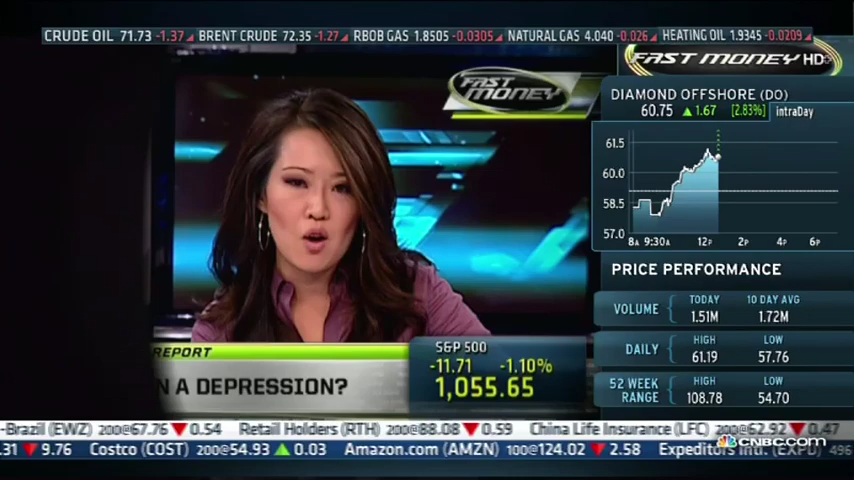 CRUDE OIL 71.73 -1.37 BRENT CRUDE 72.35 -1.27 RBOB GAS 1.8505 -0.0305 NATURAL GAS 4.040 -0.026 HEATING OIL 1.9345 -0.0209
FAST MONEY HD
FAST MONEY
DIAMOND OFFSHORE (DO)
60.75 ▲ 1.67 [2.83%] intraDay
61.5
60.0
58.5
57.0
8A 9:30A 12P 2P 4P 6P
PRICE PERFORMANCE
VOLUME TODAY 1.51M 10 DAY AVG 1.72M
DAILY HIGH 61.19 LOW 57.76
52 WEEK RANGE HIGH 108.78 LOW 54.70
REPORT
N A DEPRESSION?
S&P 500
-11.71 -1.10%
1,055.65
-Brazil (EWZ) 200@67.76 ▼ 0.54 Retail Holders (RTH) 200@88.08 ▼ 0.59 China Life Insurance (LFC) 200@62.92 ▼ 0.47
.31 ▼ 9.76 Costco (COST) 200@54.93 ▲ 0.03 Amazon.com (AMZN) 100@124.02 ▼ 2.58 Expeditors Intl. (EXPD) 496
CNBC.com